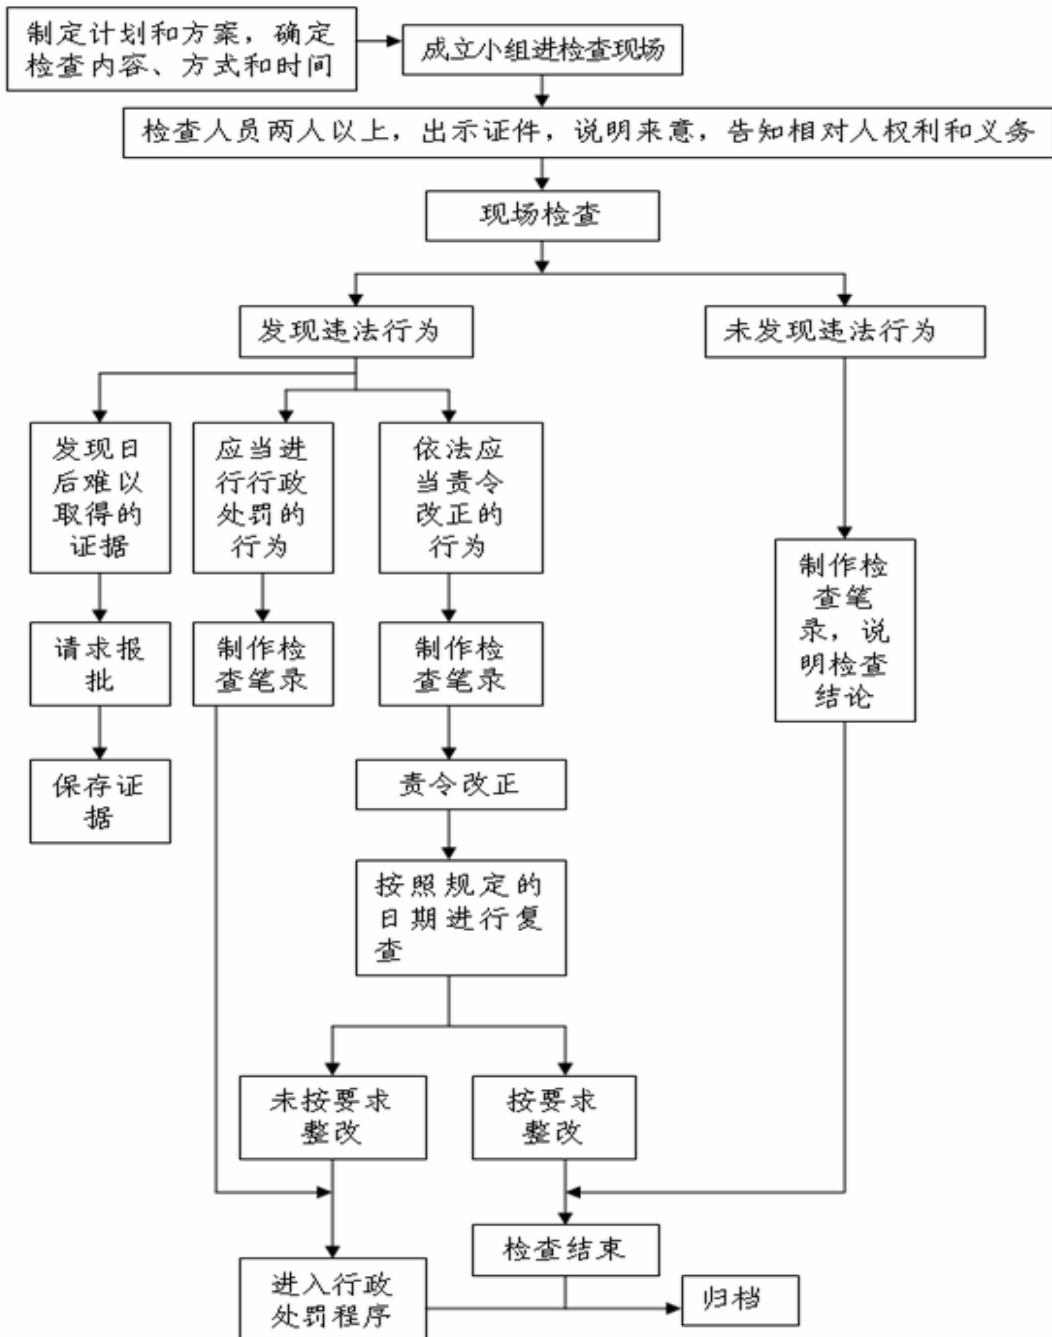 制定计划和方案，确定
检查内容、方式和时间
成立小组进检查现场
检查人员两人以上，出示证件，说明来意，告知相对人权利和义务
现场检查
发现违法行为
未发现违法行为
发现日
后难以
取得的
证据
应当进
行行政
处罚的
行为
依法应
当责令
改正的
行为
制作检
查笔
录，说
明检查
结论
请求报
批
制作检
查笔录
制作检
查笔录
保存证
据
责令改正
按照规定的
日期进行复
查
未按要求
整改
按要求
整改
检查结束
进入行政
处罚程序
归档